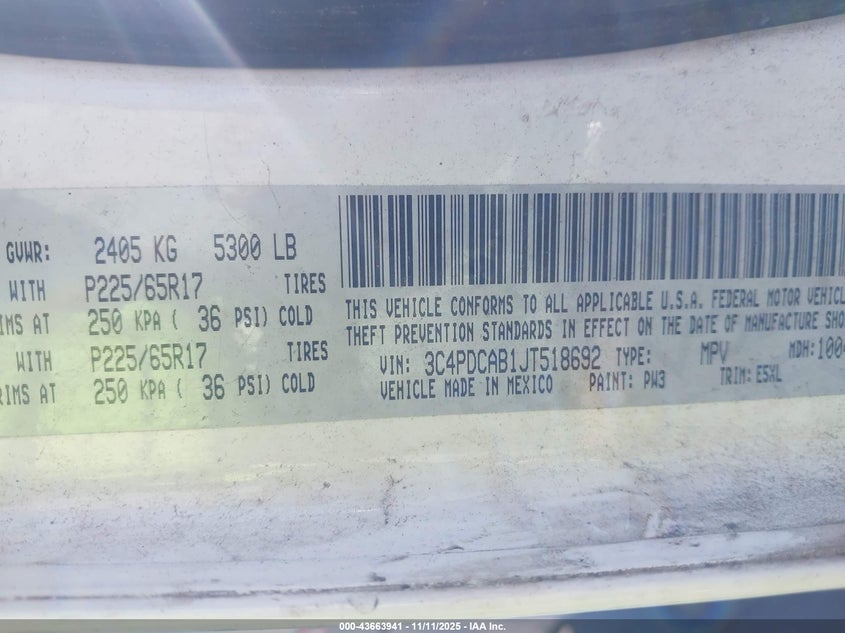 GVWR: 2405 KG 5300 LB
WITH P225/65R17 TIRES
IMS AT 250 KPA ( 36 PSI) COLD
WITH P225/65R17 TIRES
RIMS AT 250 KPA ( 36 PSI) COLD
THIS VEHICLE CONFORMS TO ALL APPLICABLE U.S.A. FEDERAL MOTOR VEHICL
THEFT PREVENTION STANDARDS IN EFFECT ON THE DATE OF MANUFACTURE SHO
VIN: 3C4PDCAB1JT518692 TYPE: MPV MDH: 1004
VEHICLE MADE IN MEXICO PAINT: PW3 TRIM: E5XL
000-43663941 - 11/11/2025 - IAA Inc.